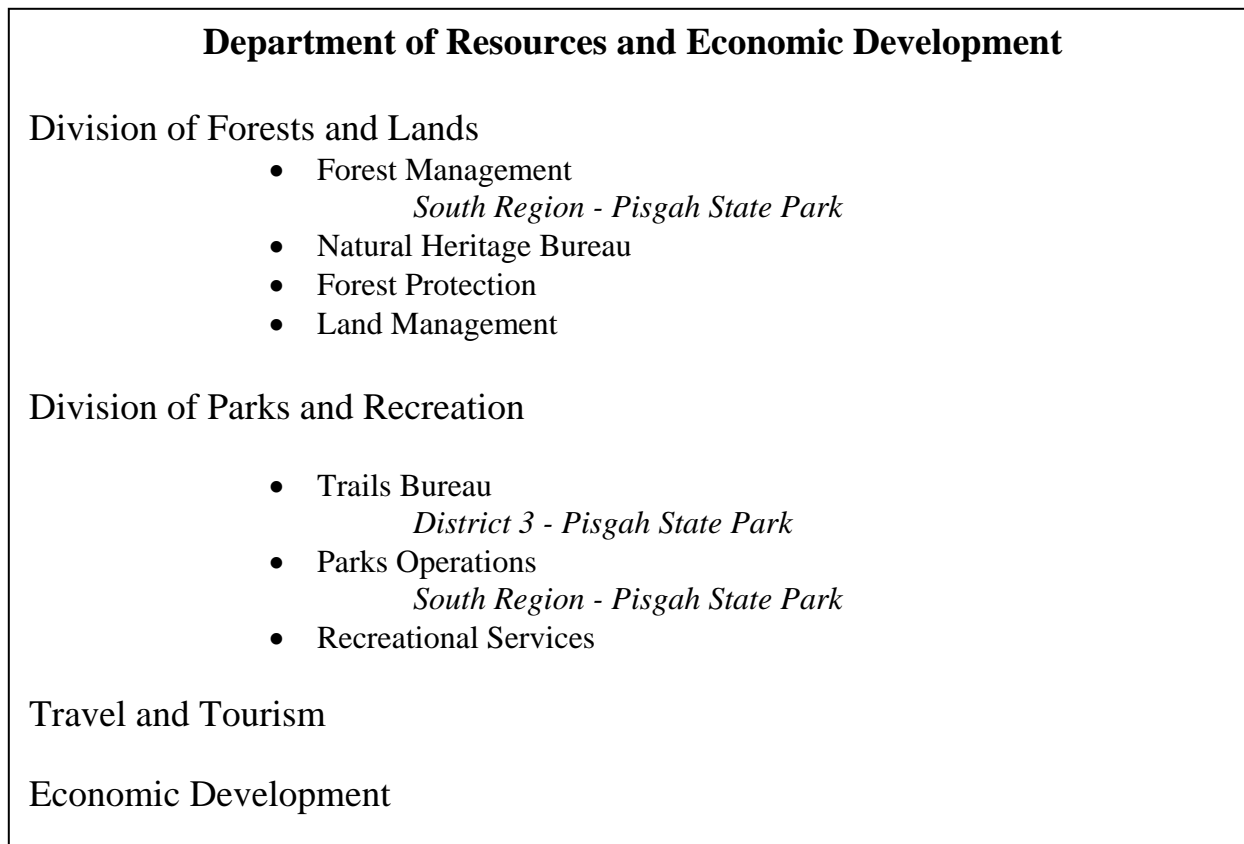 Department of Resources and Economic Development
Division of Forests and Lands
• Forest Management
South Region - Pisgah State Park
• Natural Heritage Bureau
• Forest Protection
• Land Management
Division of Parks and Recreation
• Trails Bureau
District 3 - Pisgah State Park
• Parks Operations
South Region - Pisgah State Park
• Recreational Services
Travel and Tourism
Economic Development